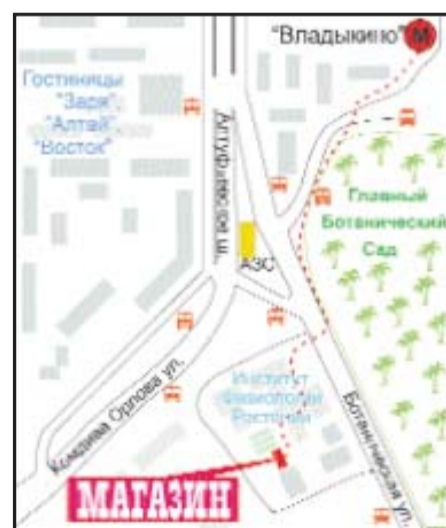 "Владыкино" М
Гостиницы
"Заря"
"Алтай"
"Восток"
Алтуфьевское ш.
Главный
Ботанический
Сад
АЗС
Комдива Орлова ул.
Институт
Физиологии
Растений
Ботаническая ул.
МАГАЗИН